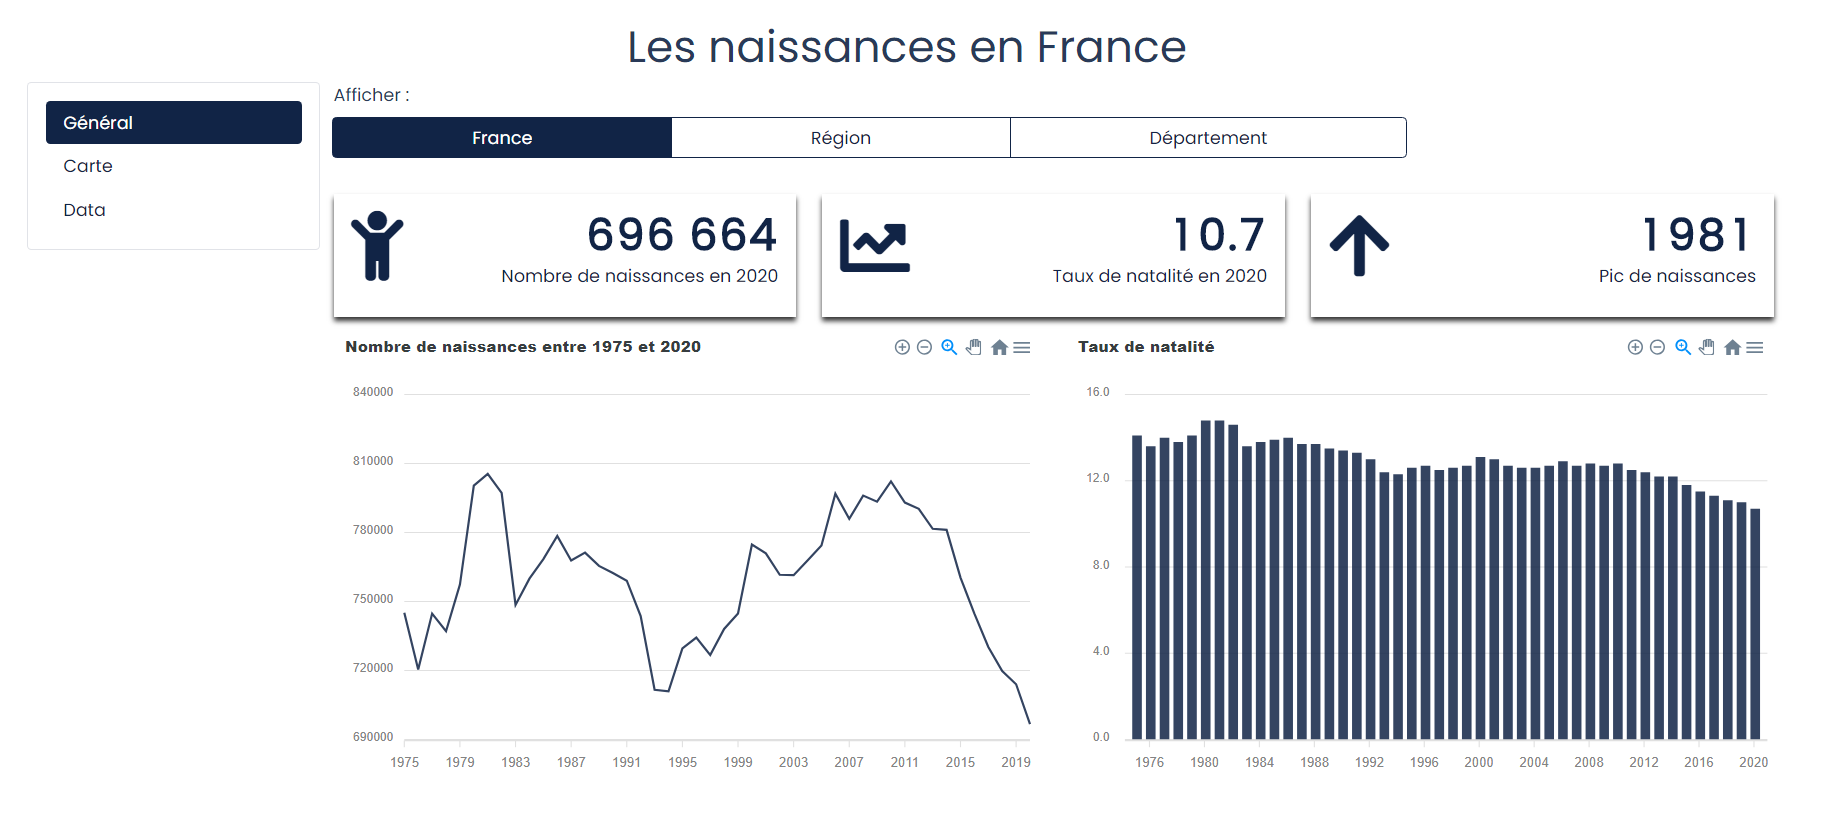 Les naissances en France
Général
Carte
Data
Afficher :
France
Région
Département
696 664
Nombre de naissances en 2020
10.7
Taux de natalité en 2020
1981
Pic de naissances
Nombre de naissances entre 1975 et 2020
840000
810000
780000
750000
720000
690000
1975 1979 1983 1987 1991 1995 1999 2003 2007 2011 2015 2019
Taux de natalité
16.0
12.0
8.0
4.0
0.0
1976 1980 1984 1988 1992 1996 2000 2004 2008 2012 2016 2020